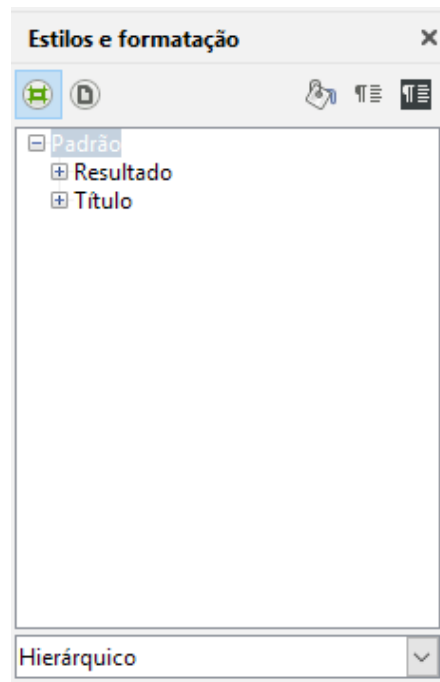 Estilos e formatação
Padrão
Resultado
Título
Hierárquico